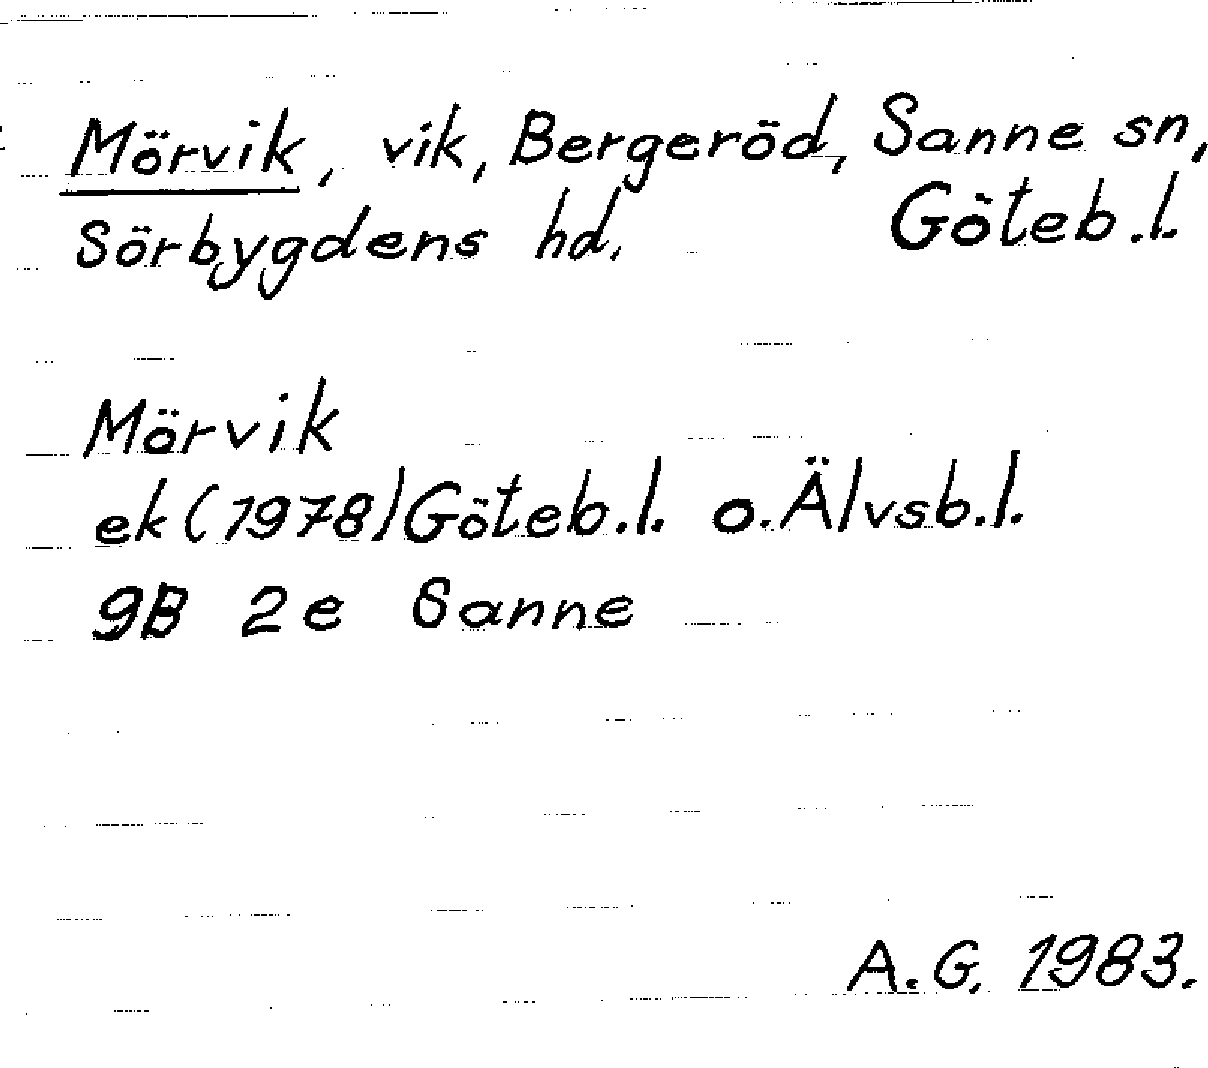 Mörvik, vik, Bergeröd, Sanne sn,
Sörbygdens hd. Göteb.l.
Mörvik
ek (1978) Göteb.l. o. Älvsb.l.
9B 2e Sanne
A.G. 1983.